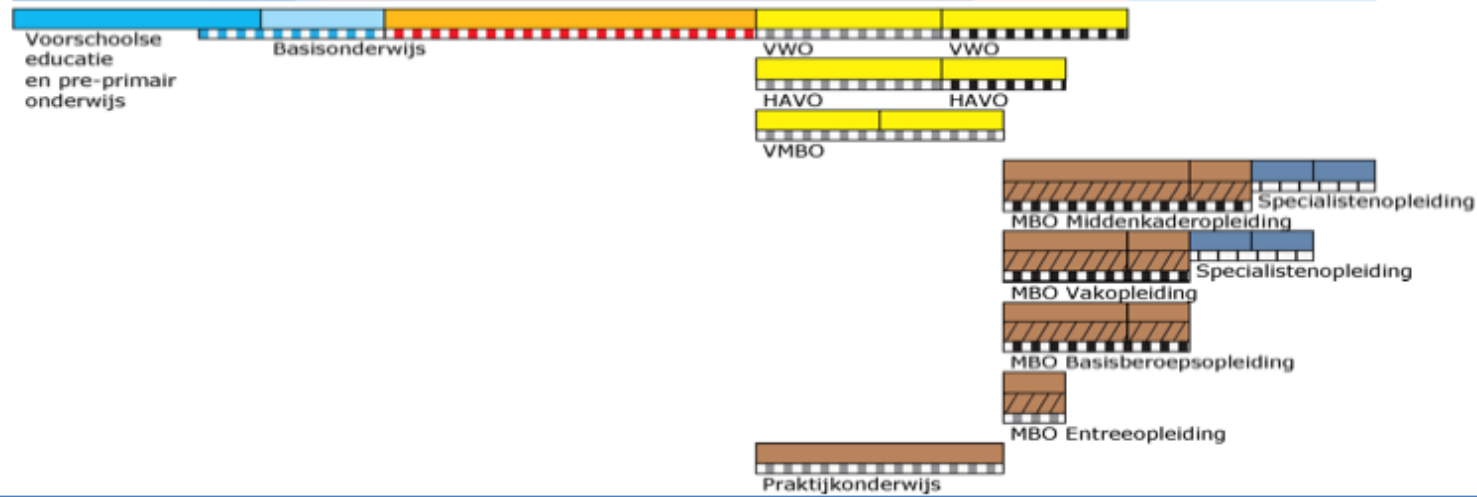 Voorschoolse
educatie
en pre-primair
onderwijs
Basisonderwijs
VWO
VWO
HAVO
HAVO
VMBO
Specialistenopleiding
MBO Middenkaderopleiding
Specialistenopleiding
MBO Vakopleiding
MBO Basisberoepsopleiding
MBO Entreeopleiding
Praktijkonderwijs